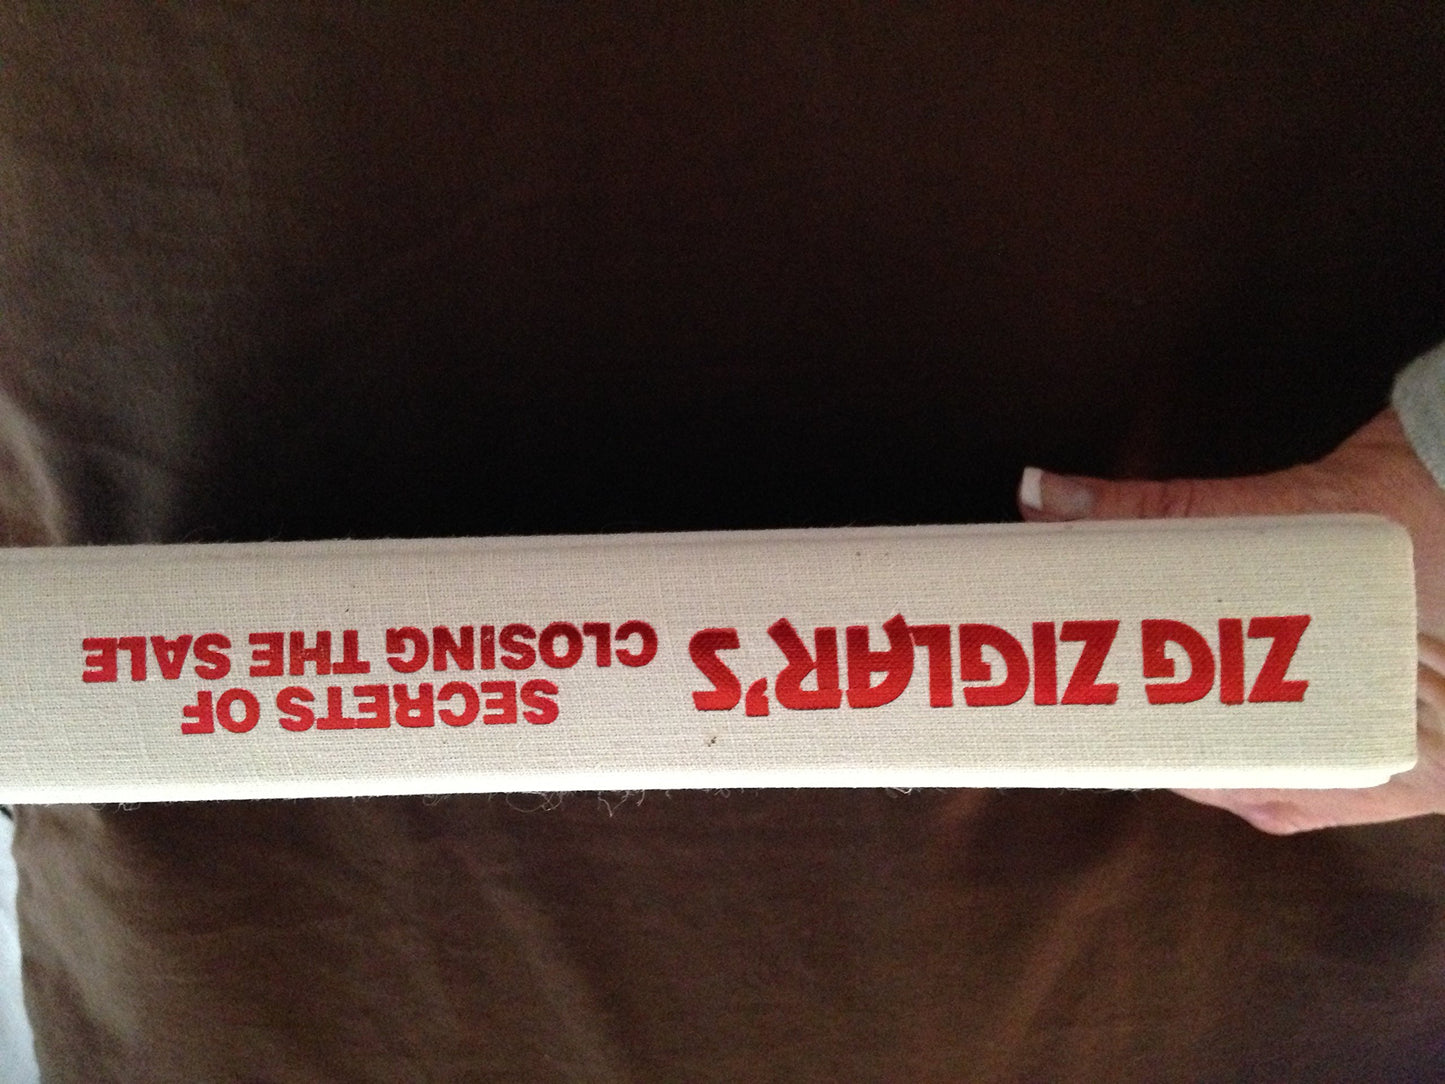 ZIG ZIGLAR'S
SECRETS OF
CLOSING THE SALE